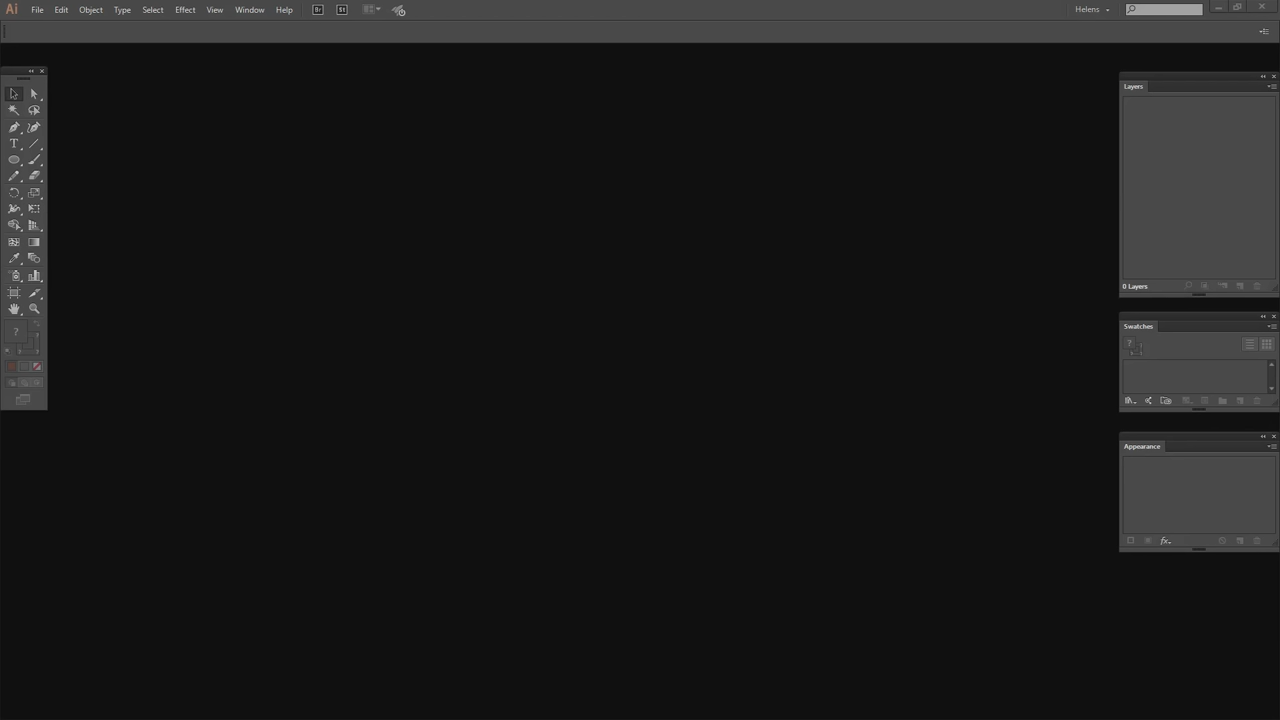 Ai File Edit Object Type Select Effect View Window Help Br St Helens
Layers
0 Layers
Swatches
?
Appearance
fx
T
?